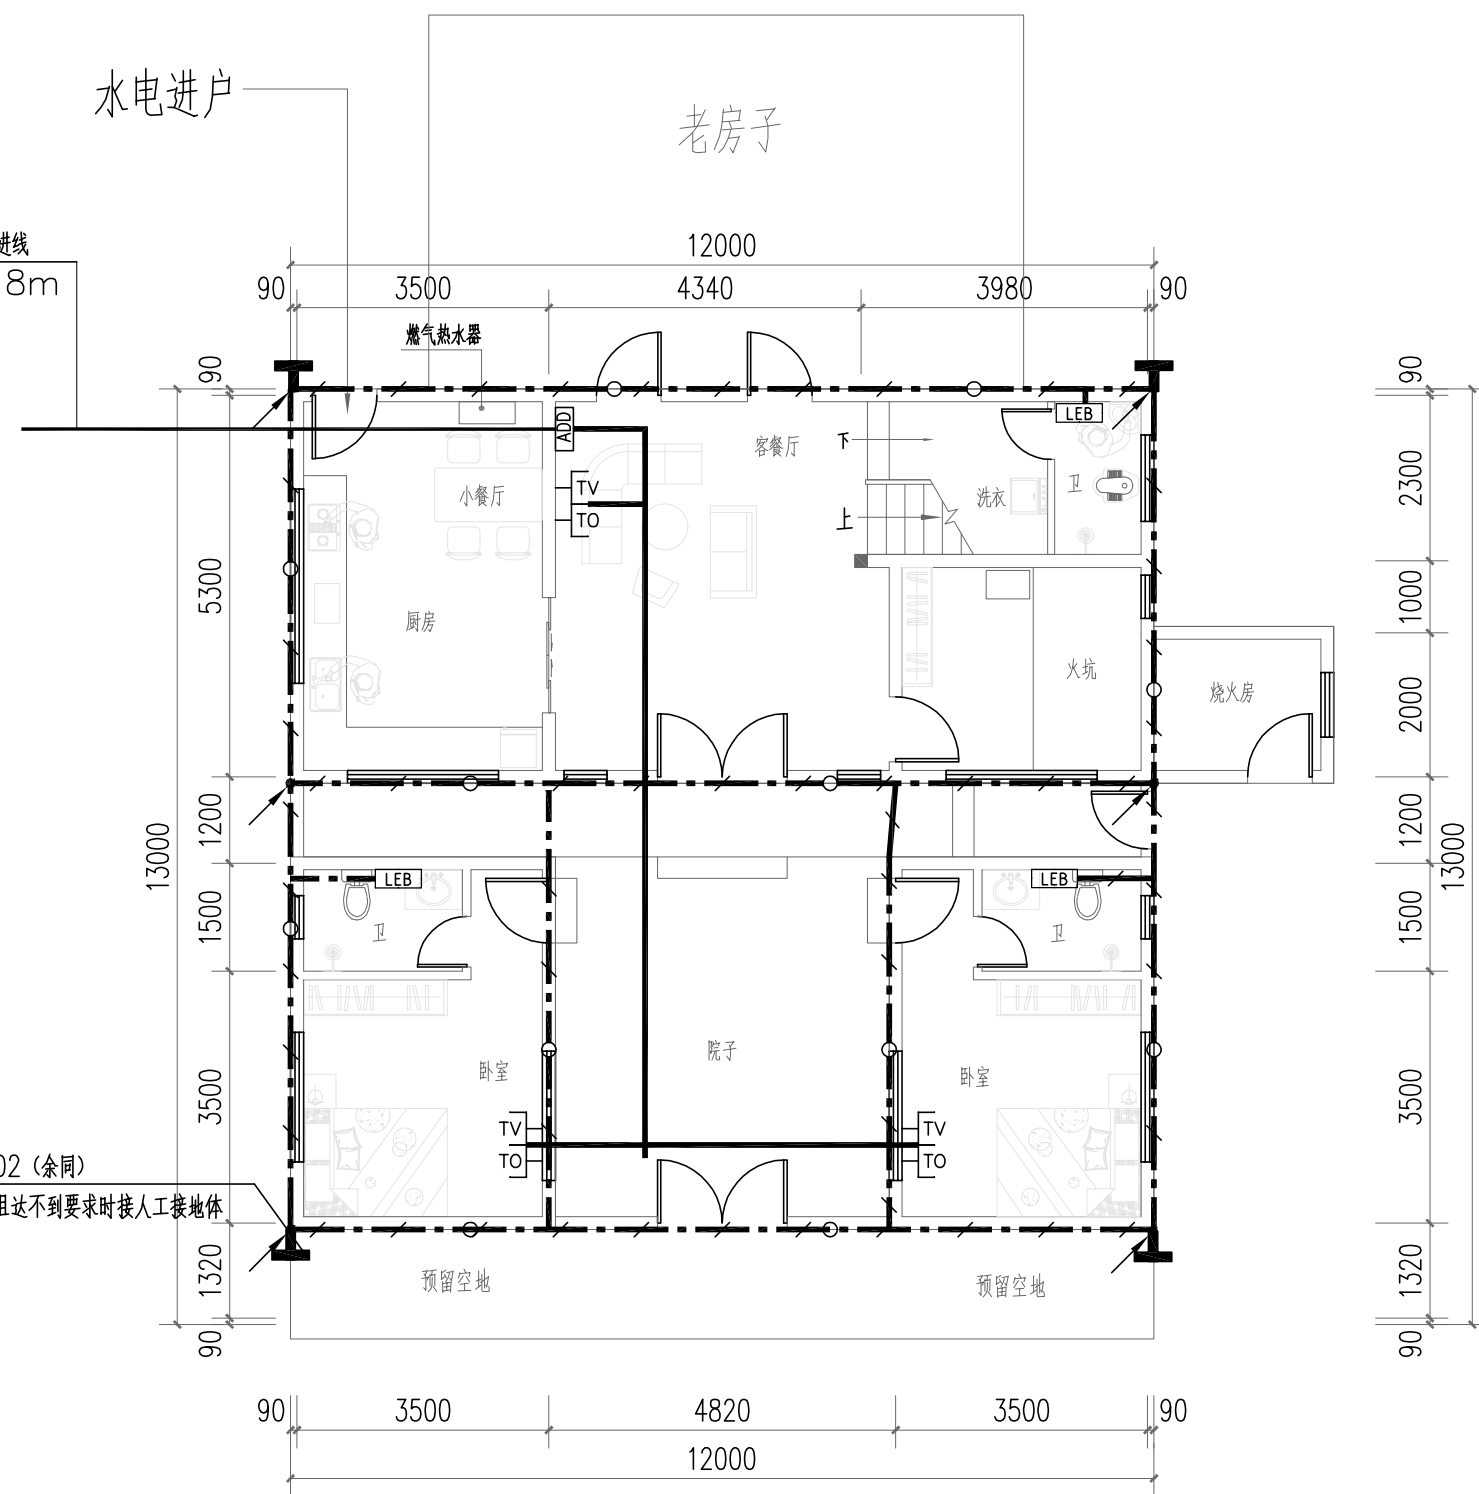 水电进户
老房子
进线
8m
12000
90
3500
4340
3980
90
燃气热水器
90
90
LEB
ADD
客餐厅
下
TV
TO
小餐厅
上
洗衣
卫
2300
5300
厨房
1000
火坑
烧火房
2000
1200
1200
13000
13000
LEB
LEB
卫
卫
1500
1500
院子
卧室
卧室
3500
3500
TV
TO
TV
TO
02（余同）
阻达不到要求时接人工接地体
1320
1320
预留空地
预留空地
90
90
90
3500
4820
3500
90
12000